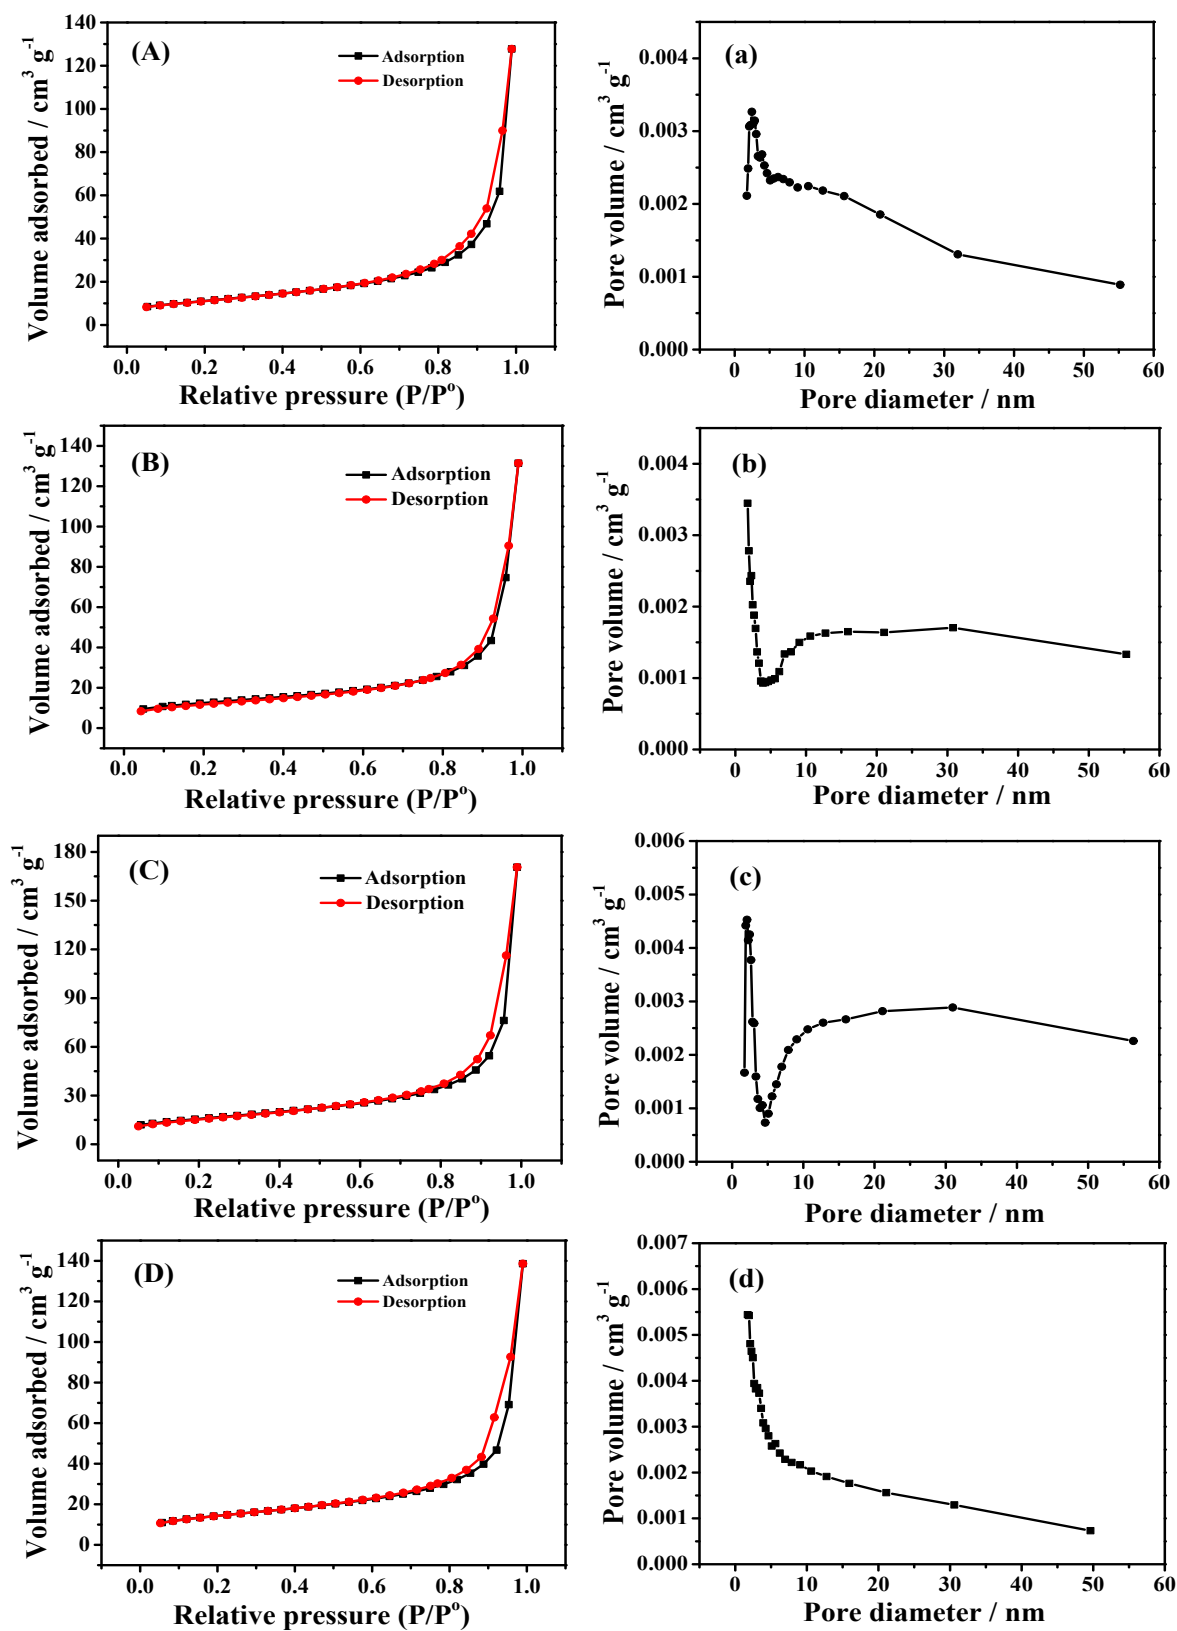 (A)
Adsorption
Desorption
Volume adsorbed / cm³ g⁻¹
140
120
100
80
60
40
20
0
0.0 0.2 0.4 0.6 0.8 1.0
Relative pressure (P/Pº)
(a)
Pore volume / cm³ g⁻¹
0.004
0.003
0.002
0.001
0.000
0 10 20 30 40 50 60
Pore diameter / nm
(B)
Adsorption
Desorption
Volume adsorbed / cm³ g⁻¹
140
120
100
80
60
40
20
0
0.0 0.2 0.4 0.6 0.8 1.0
Relative pressure (P/Pº)
(b)
Pore volume / cm³ g⁻¹
0.004
0.003
0.002
0.001
0.000
0 10 20 30 40 50 60
Pore diameter / nm
(C)
Adsorption
Desorption
Volume adsorbed / cm³ g⁻¹
180
150
120
90
60
30
0
0.0 0.2 0.4 0.6 0.8 1.0
Relative pressure (P/Pº)
(c)
Pore volume / cm³ g⁻¹
0.006
0.005
0.004
0.003
0.002
0.001
0.000
0 10 20 30 40 50 60
Pore diameter / nm
(D)
Adsorption
Desorption
Volume adsorbed / cm³ g⁻¹
140
120
100
80
60
40
20
0
0.0 0.2 0.4 0.6 0.8 1.0
Relative pressure (P/Pº)
(d)
Pore volume / cm³ g⁻¹
0.007
0.006
0.005
0.004
0.003
0.002
0.001
0.000
0 10 20 30 40 50 60
Pore diameter / nm